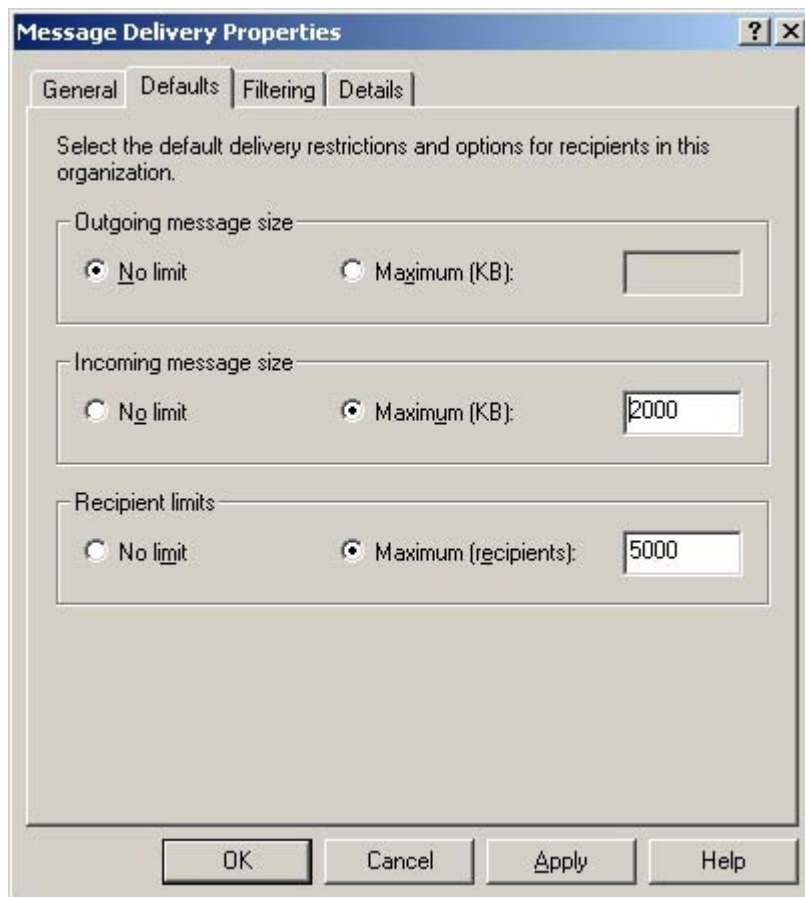 Message Delivery Properties
General Defaults Filtering Details
Select the default delivery restrictions and options for recipients in this
organization.
Outgoing message size
No limit Maximum (KB):
Incoming message size
No limit Maximum (KB): 2000
Recipient limits
No limit Maximum (recipients): 5000
OK Cancel Apply Help